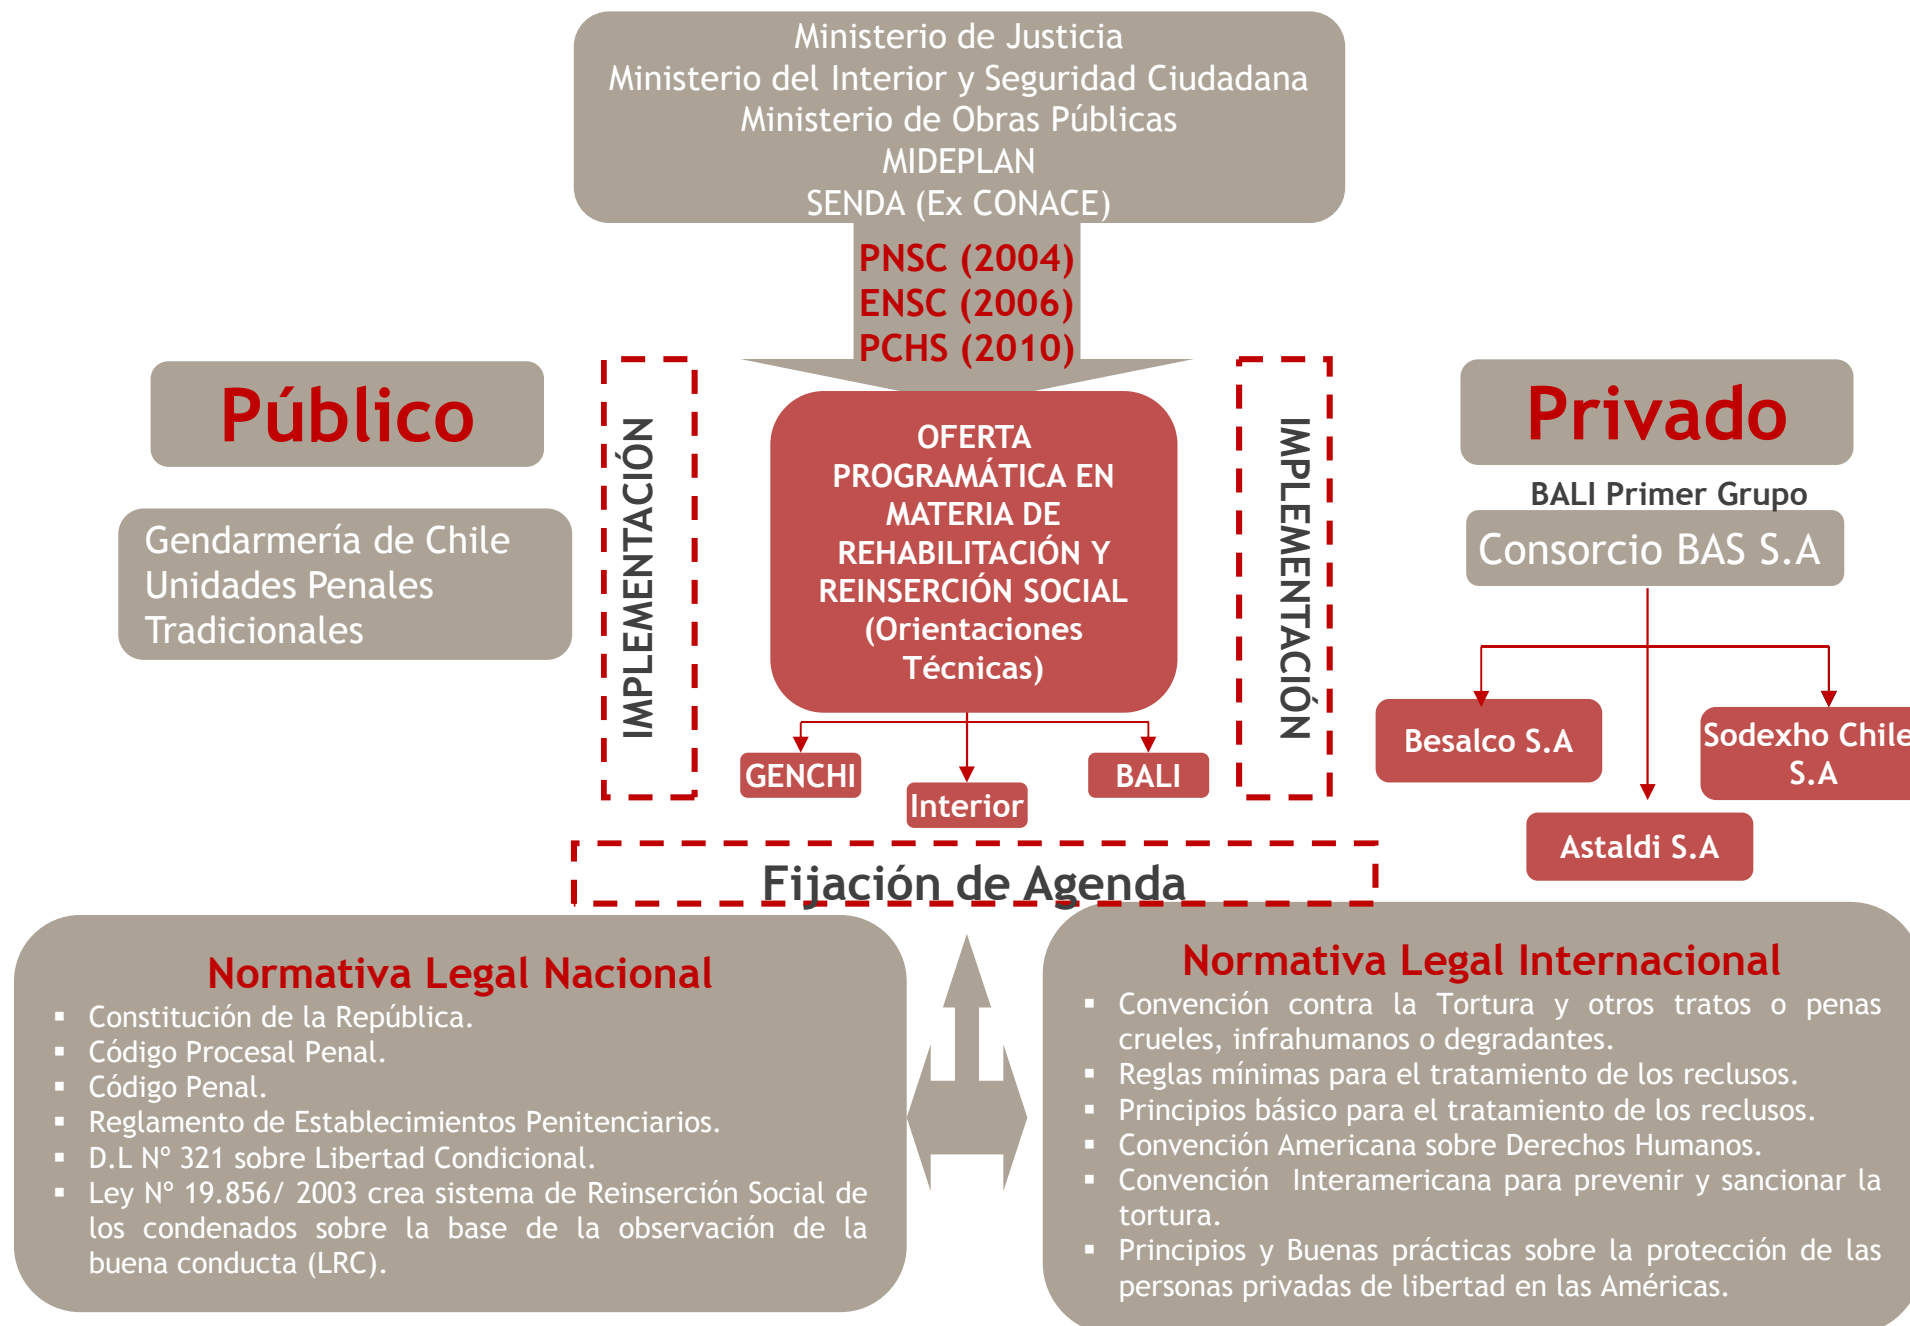 Ministerio de Justicia
Ministerio del Interior y Seguridad Ciudadana
Ministerio de Obras Públicas
MIDEPLAN
SENDA (Ex CONACE)
PNSC (2004)
ENSC (2006)
PCHS (2010)
Público
Gendarmería de Chile
Unidades Penales
Tradicionales
IMPLEMENTACIÓN
OFERTA
PROGRAMÁTICA EN
MATERIA DE
REHABILITACIÓN Y
REINSERCIÓN SOCIAL
(Orientaciones
Técnicas)
GENCHI
Interior
BALI
IMPLEMENTACIÓN
Privado
BALI Primer Grupo
Consorcio BAS S.A
Besalco S.A
Sodexho Chile
S.A
Astaldi S.A
Fijación de Agenda
Normativa Legal Nacional
▪ Constitución de la República.
▪ Código Procesal Penal.
▪ Código Penal.
▪ Reglamento de Establecimientos Penitenciarios.
▪ D.L Nº 321 sobre Libertad Condicional.
▪ Ley Nº 19.856/ 2003 crea sistema de Reinserción Social de
los condenados sobre la base de la observación de la
buena conducta (LRC).
Normativa Legal Internacional
▪ Convención contra la Tortura y otros tratos o penas
crueles, infrahumanos o degradantes.
▪ Reglas mínimas para el tratamiento de los reclusos.
▪ Principios básico para el tratamiento de los reclusos.
▪ Convención Americana sobre Derechos Humanos.
▪ Convención Interamericana para prevenir y sancionar la
tortura.
▪ Principios y Buenas prácticas sobre la protección de las
personas privadas de libertad en las Américas.